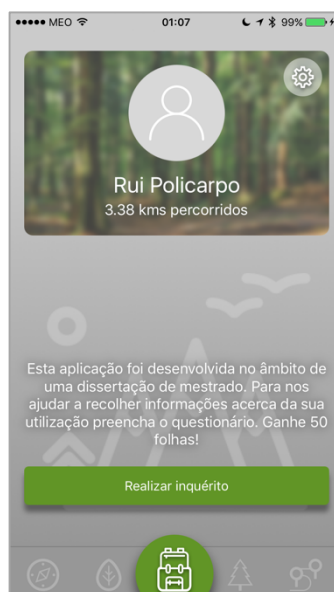 MEO 01:07 99%
Rui Policarpo
3.38 kms percorridos
Esta aplicação foi desenvolvida no âmbito de
uma dissertação de mestrado. Para nos
ajudar a recolher informações acerca da sua
utilização preencha o questionário. Ganhe 50
folhas!
Realizar inquérito